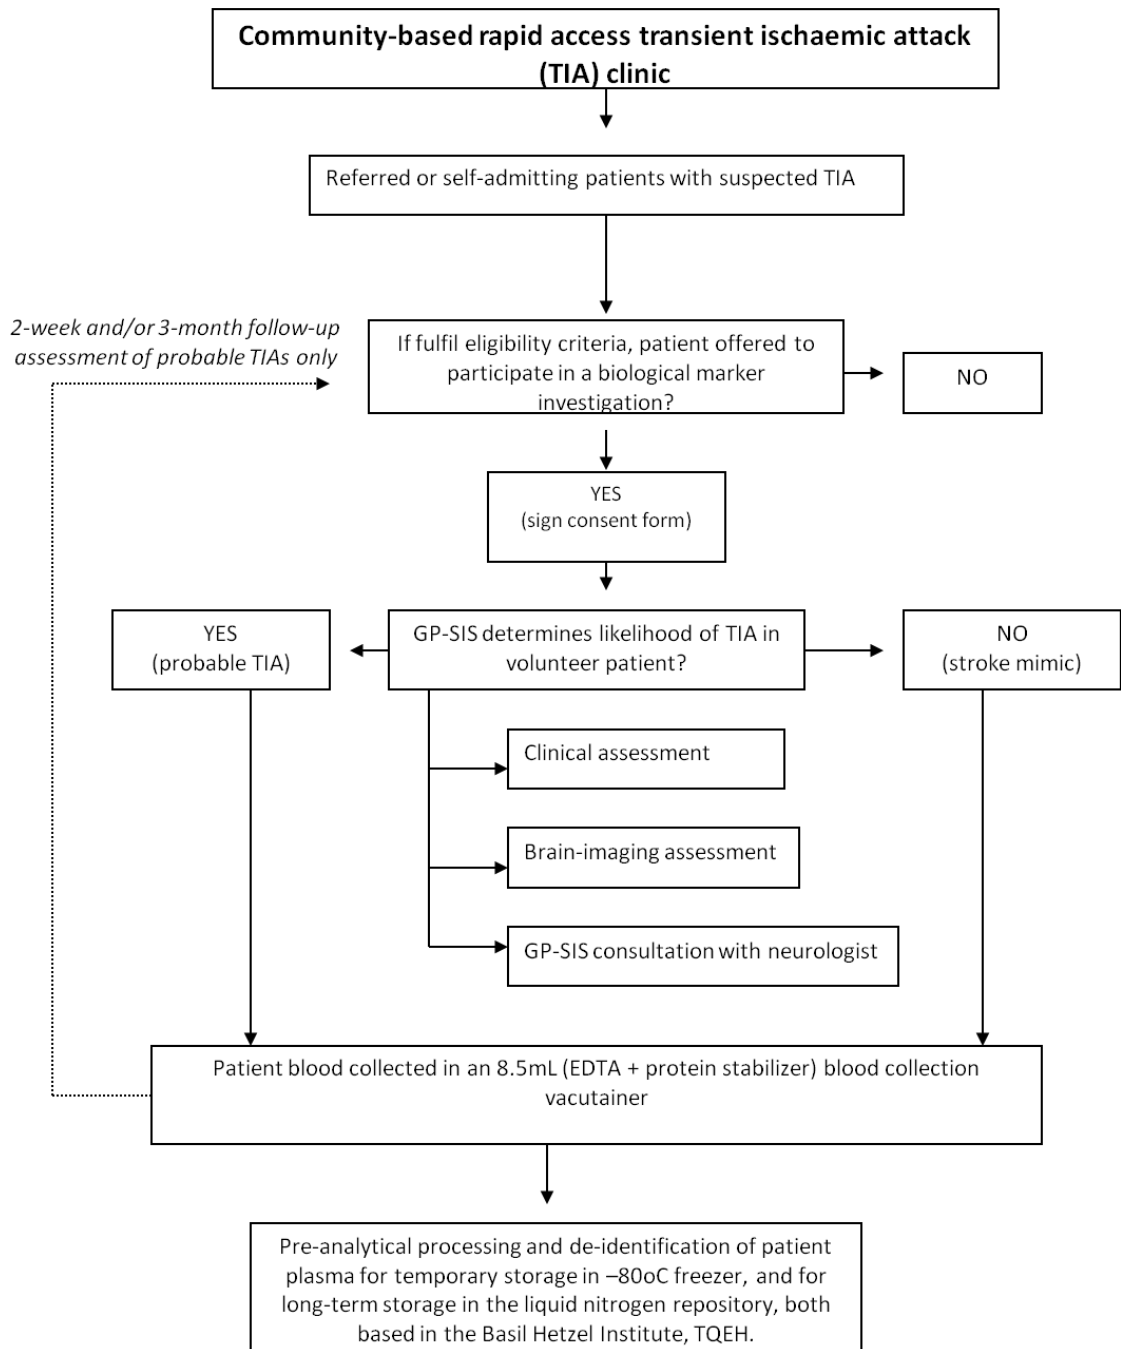 Community-based rapid access transient ischaemic attack
(TIA) clinic
Referred or self-admitting patients with suspected TIA
2-week and/or 3-month follow-up
assessment of probable TIAs only
If fulfil eligibility criteria, patient offered to
participate in a biological marker
investigation?
NO
YES
(sign consent form)
YES
(probable TIA)
GP-SIS determines likelihood of TIA in
volunteer patient?
NO
(stroke mimic)
Clinical assessment
Brain-imaging assessment
GP-SIS consultation with neurologist
Patient blood collected in an 8.5mL (EDTA + protein stabilizer) blood collection
vacutainer
Pre-analytical processing and de-identification of patient
plasma for temporary storage in –80oC freezer, and for
long-term storage in the liquid nitrogen repository, both
based in the Basil Hetzel Institute, TQEH.